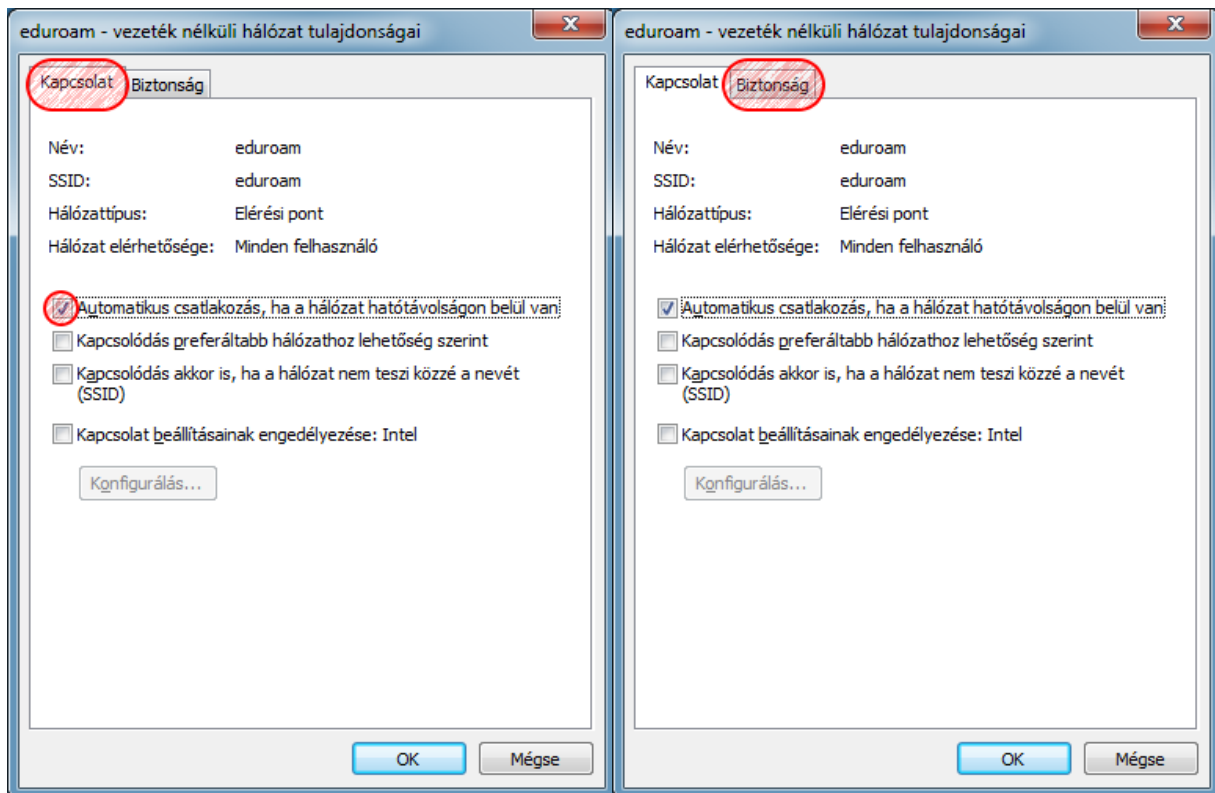 eduroam - vezeték nélküli hálózat tulajdonságai
Kapcsolat Biztonság
Név: eduroam
SSID: eduroam
Hálózattípus: Elérési pont
Hálózat elérhetősége: Minden felhasználó
Automatikus csatlakozás, ha a hálózat hatótávolságon belül van
Kapcsolódás preferáltabb hálózathoz lehetőség szerint
Kapcsolódás akkor is, ha a hálózat nem teszi közzé a nevét
(SSID)
Kapcsolat beállításainak engedélyezése: Intel
Konfigurálás...
OK Mégse
eduroam - vezeték nélküli hálózat tulajdonságai
Kapcsolat Biztonság
Név: eduroam
SSID: eduroam
Hálózattípus: Elérési pont
Hálózat elérhetősége: Minden felhasználó
Automatikus csatlakozás, ha a hálózat hatótávolságon belül van
Kapcsolódás preferáltabb hálózathoz lehetőség szerint
Kapcsolódás akkor is, ha a hálózat nem teszi közzé a nevét
(SSID)
Kapcsolat beállításainak engedélyezése: Intel
Konfigurálás...
OK Mégse